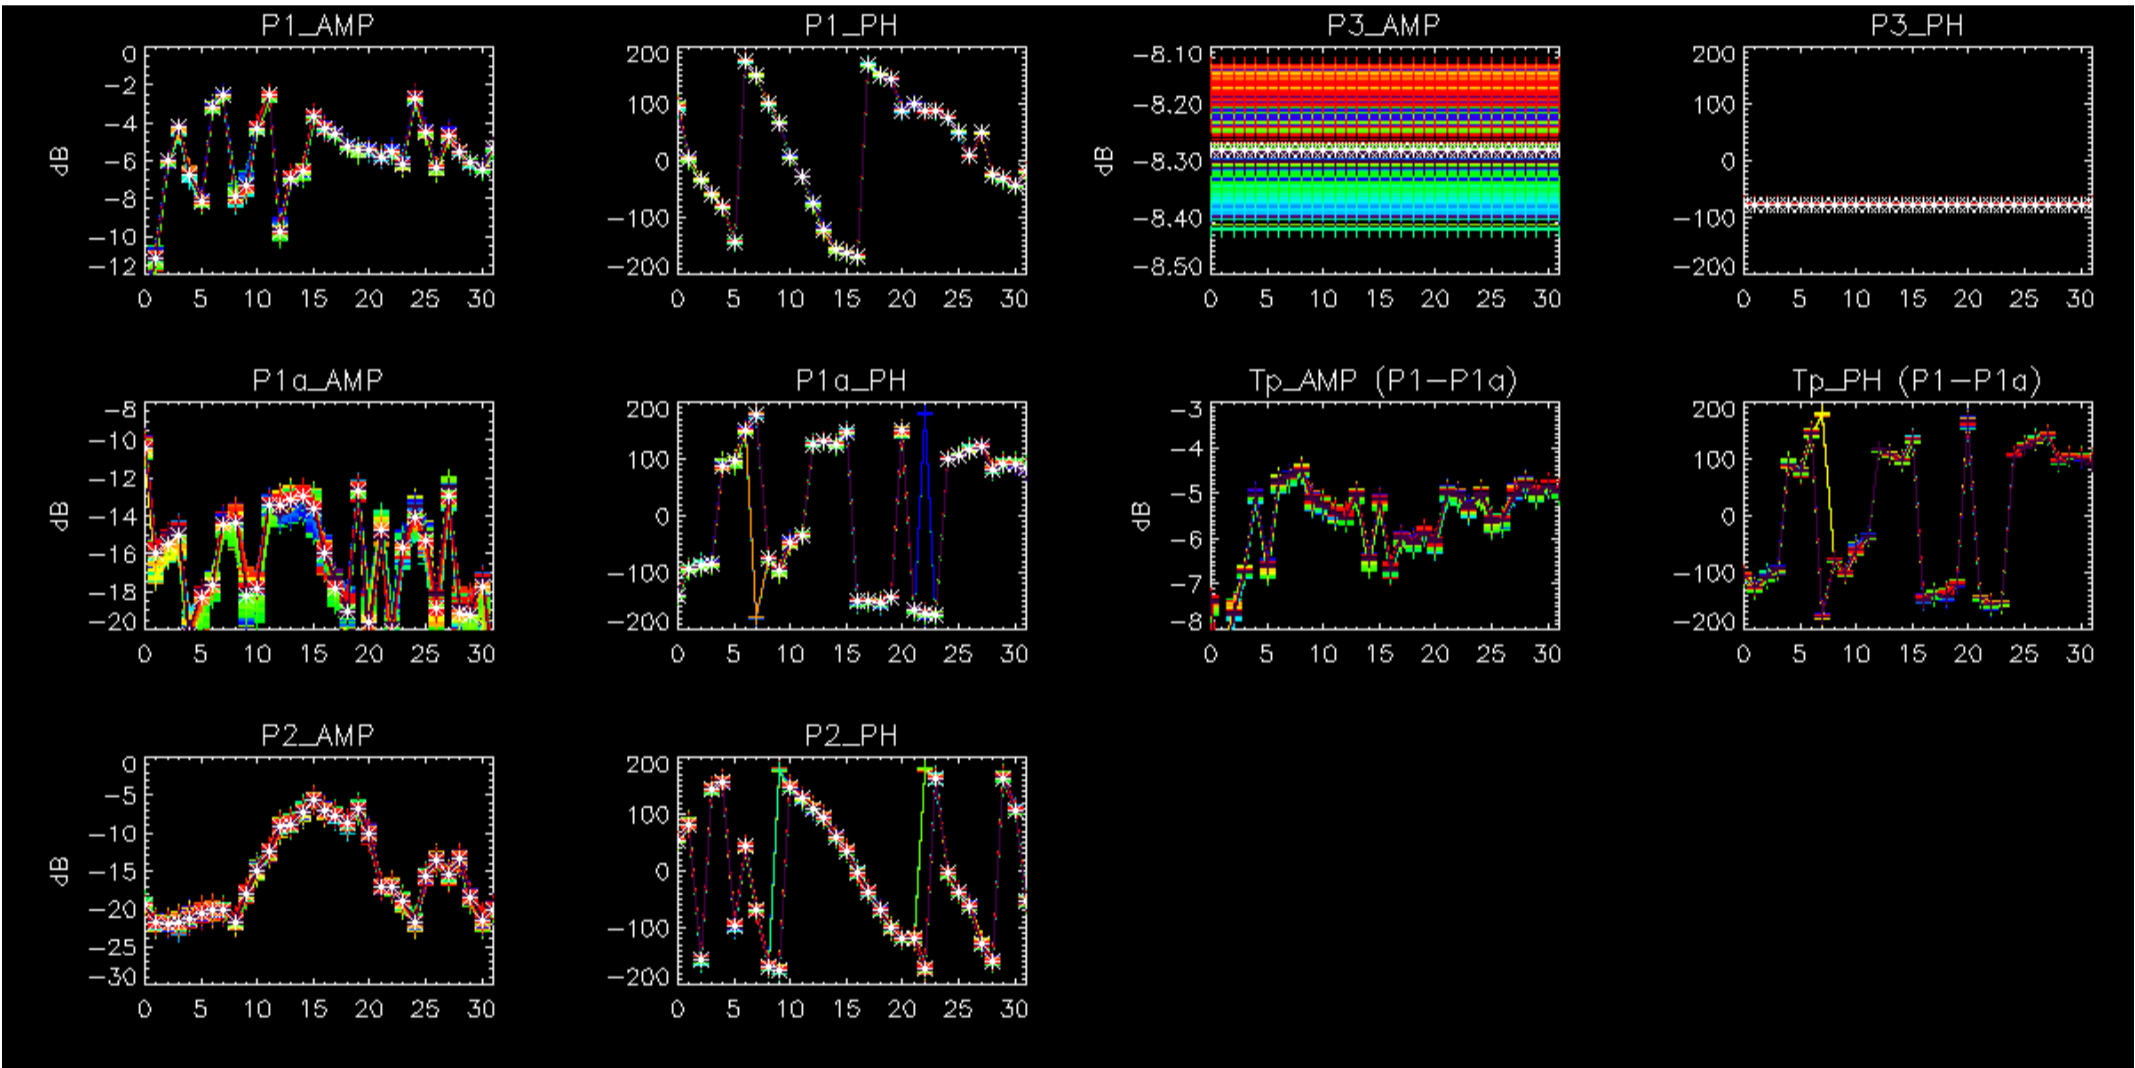 P1_AMP
0
-2
-4
-6
-8
-10
-12
dB
0 5 10 15 20 25 30
P1_PH
200
100
0
-100
-200
0 5 10 15 20 25 30
P3_AMP
-8.10
-8.20
-8.30
-8.40
-8.50
dB
0 5 10 15 20 25 30
P3_PH
200
100
0
-100
-200
0 5 10 15 20 25 30
P1a_AMP
-8
-10
-12
-14
-16
-18
-20
dB
0 5 10 15 20 25 30
P1a_PH
200
100
0
-100
-200
0 5 10 15 20 25 30
Tp_AMP (P1-P1a)
-3
-4
-5
-6
-7
-8
dB
0 5 10 15 20 25 30
Tp_PH (P1-P1a)
200
100
0
-100
-200
0 5 10 15 20 25 30
P2_AMP
0
-5
-10
-15
-20
-25
-30
dB
0 5 10 15 20 25 30
P2_PH
200
100
0
-100
-200
0 5 10 15 20 25 30